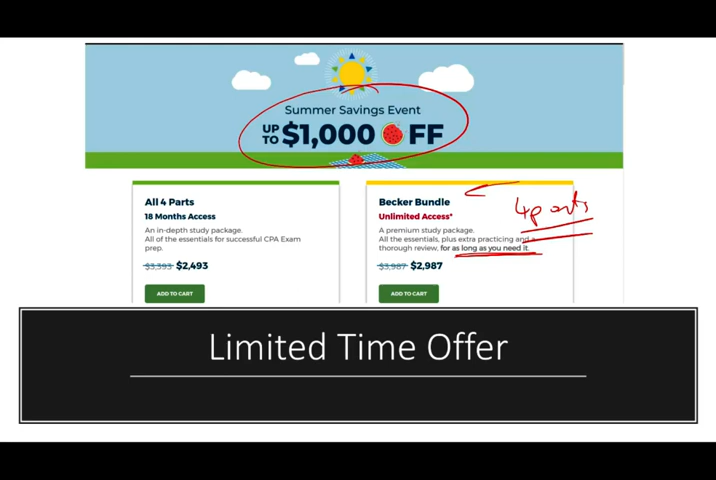 Summer Savings Event
UP TO $1,000 OFF
All 4 Parts
18 Months Access
An in-depth study package.
All of the essentials for successful CPA Exam
prep.
$3,393 $2,493
ADD TO CART
Becker Bundle
Unlimited Access*
A premium study package.
All the essentials, plus extra practicing and a
thorough review, for as long as you need it.
$3,987 $2,987
ADD TO CART
4 parts
Limited Time Offer